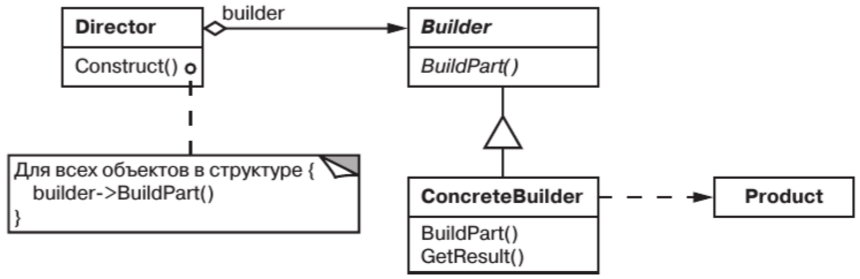 builder
Director
Builder
Construct()
BuildPart()
Для всех объектов в структуре {
builder->BuildPart()
}
ConcreteBuilder
Product
BuildPart()
GetResult()